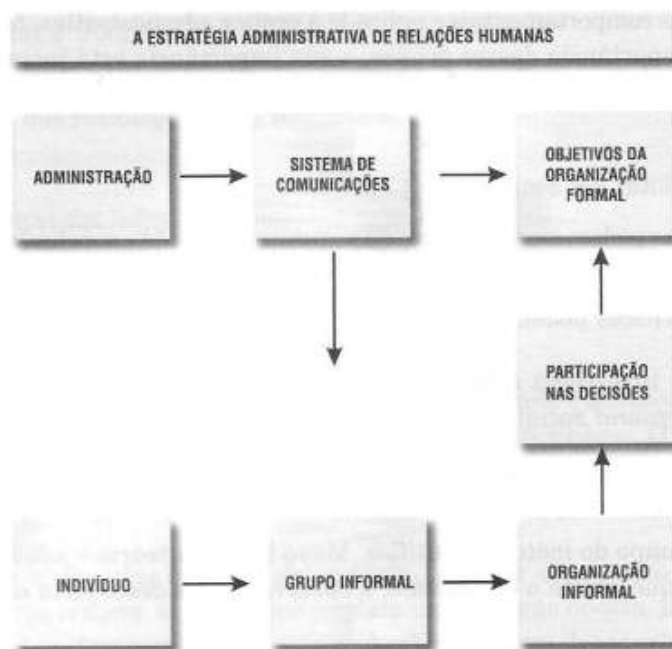 A ESTRATÉGIA ADMINISTRATIVA DE RELAÇÕES HUMANAS
ADMINISTRAÇÃO
SISTEMA DE
COMUNICAÇÕES
OBJETIVOS DA
ORGANIZAÇÃO
FORMAL
PARTICIPAÇÃO
NAS DECISÕES
INDIVÍDUO
GRUPO INFORMAL
ORGANIZAÇÃO
INFORMAL